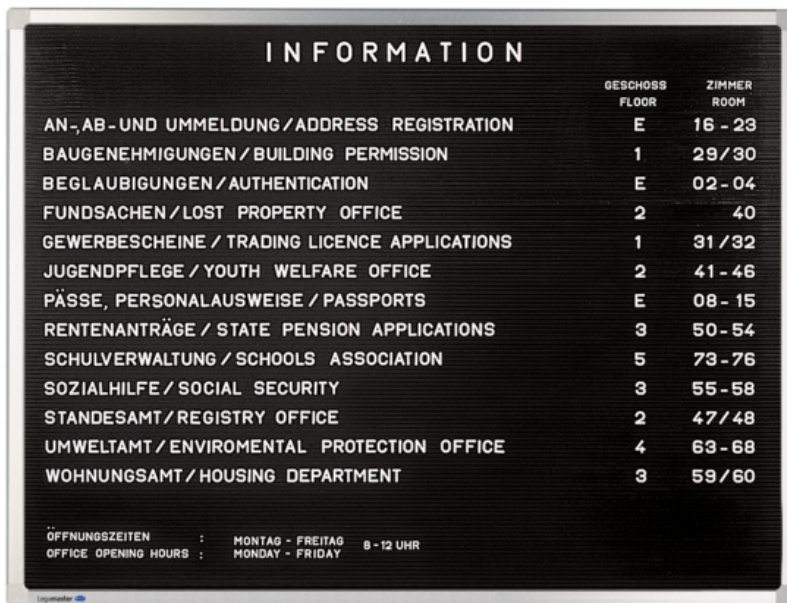 INFORMATION
GESCHOSS ZIMMER
FLOOR ROOM
AN-,AB-UND UMMELDUNG/ADDRESS REGISTRATION E 16-23
BAUGENEHMIGUNGEN/BUILDING PERMISSION 1 29/30
BEGLAUBIGUNGEN/AUTHENTICATION E 02-04
FUNDSACHEN/LOST PROPERTY OFFICE 2 40
GEWERBESCHEINE/TRADING LICENCE APPLICATIONS 1 31/32
JUGENDPFLEGE/YOUTH WELFARE OFFICE 2 41-46
PÄSSE, PERSONALAUSWEISE/PASSPORTS E 08-15
RENTENANTRÄGE/STATE PENSION APPLICATIONS 3 50-54
SCHULVERWALTUNG/SCHOOLS ASSOCIATION 5 73-76
SOZIALHILFE/SOCIAL SECURITY 3 55-58
STANDESAMT/REGISTRY OFFICE 2 47/48
UMWELTAMT/ENVIROMENTAL PROTECTION OFFICE 4 63-68
WOHNUNGSAMT/HOUSING DEPARTMENT 3 59/60
ÖFFNUNGSZEITEN : MONTAG - FREITAG 8-12 UHR
OFFICE OPENING HOURS : MONDAY - FRIDAY
Legamaster